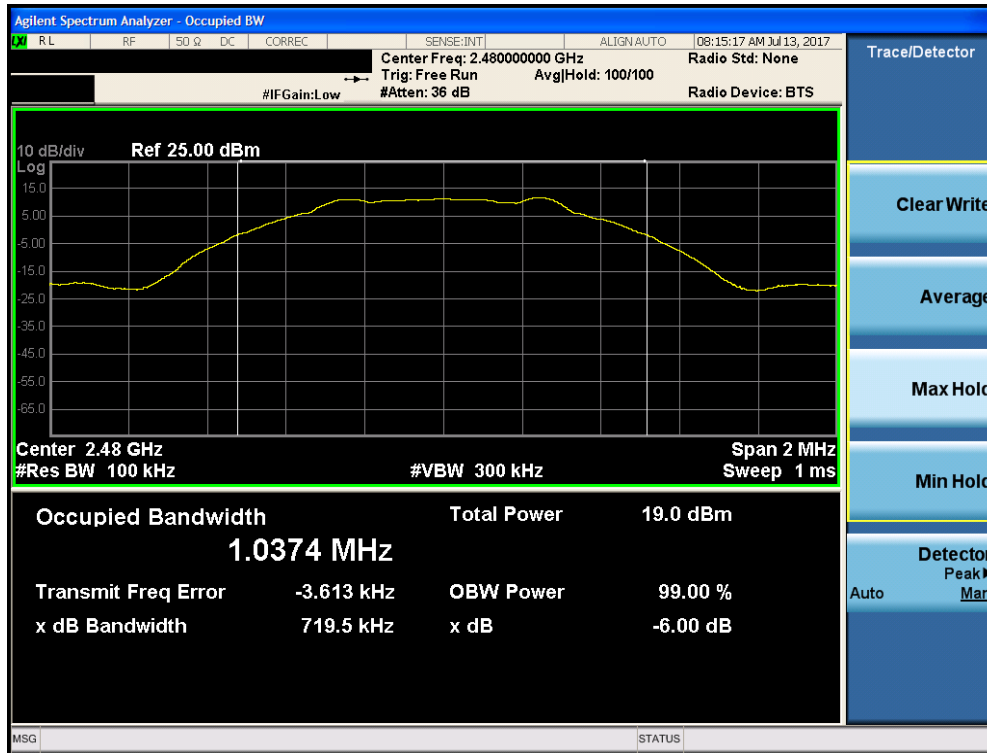 Agilent Spectrum Analyzer - Occupied BW
LXI RL RF 50 Ω DC CORREC SENSE:INT ALIGN AUTO 08:15:17 AM Jul 13, 2017
Center Freq: 2.480000000 GHz Radio Std: None
Trig: Free Run Avg|Hold: 100/100
#IFGain:Low #Atten: 36 dB Radio Device: BTS
10 dB/div Ref 25.00 dBm
Log
15.0
5.00
-5.00
-15.0
-25.0
-35.0
-45.0
-55.0
-65.0
Center 2.48 GHz Span 2 MHz
#Res BW 100 kHz #VBW 300 kHz Sweep 1 ms
Occupied Bandwidth Total Power 19.0 dBm
1.0374 MHz
Transmit Freq Error -3.613 kHz OBW Power 99.00 %
x dB Bandwidth 719.5 kHz x dB -6.00 dB
MSG STATUS
Trace/Detector
Clear Write
Average
Max Hold
Min Hold
Detector
Peak
Auto Man